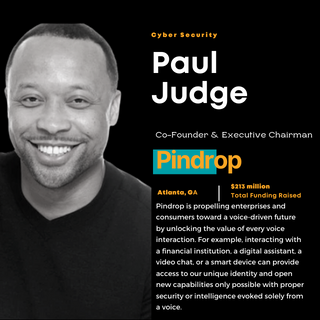 Cyber Security
Paul
Judge
Co-Founder & Executive Chairman
Pindrop
Atlanta, GA
$213 million
Total Funding Raised
Pindrop is propelling enterprises and
consumers toward a voice-driven future
by unlocking the value of every voice
interaction. For example, interacting with
a financial institution, a digital assistant, a
video chat, or a smart device can provide
access to our unique identity and open
new capabilities only possible with proper
security or intelligence evoked solely from
a voice.